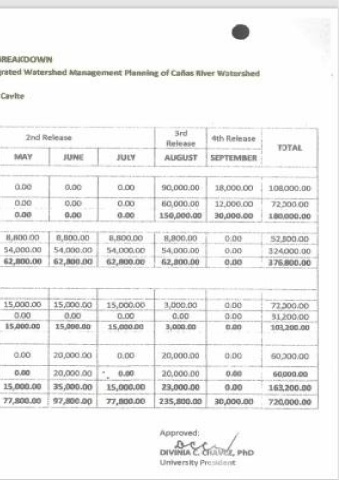 BREAKDOWN
grated Watershed Management Planning of Cañas River Watershed
Cavite
2nd Release 3rd Release 4th Release TOTAL
MAY JUNE JULY AUGUST SEPTEMBER
0.00 0.00 0.00 90,000.00 18,000.00 108,000.00
0.00 0.00 0.00 60,000.00 12,000.00 72,000.00
0.00 0.00 0.00 150,000.00 30,000.00 180,000.00
8,800.00 8,800.00 8,800.00 8,800.00 0.00 52,800.00
54,000.00 54,000.00 54,000.00 54,000.00 0.00 324,000.00
62,800.00 62,800.00 62,800.00 62,800.00 0.00 376,800.00
15,000.00 15,000.00 15,000.00 3,000.00 0.00 72,000.00
0.00 0.00 0.00 0.00 0.00 31,200.00
15,000.00 15,000.00 15,000.00 3,000.00 0.00 103,200.00
0.00 20,000.00 0.00 20,000.00 0.00 60,000.00
0.00 20,000.00 0.00 20,000.00 0.00 60,000.00
15,000.00 35,000.00 15,000.00 23,000.00 0.00 163,200.00
77,800.00 97,800.00 77,800.00 235,800.00 30,000.00 720,000.00
Approved:
DIVINIA C. CHAVEZ, PhD
University President